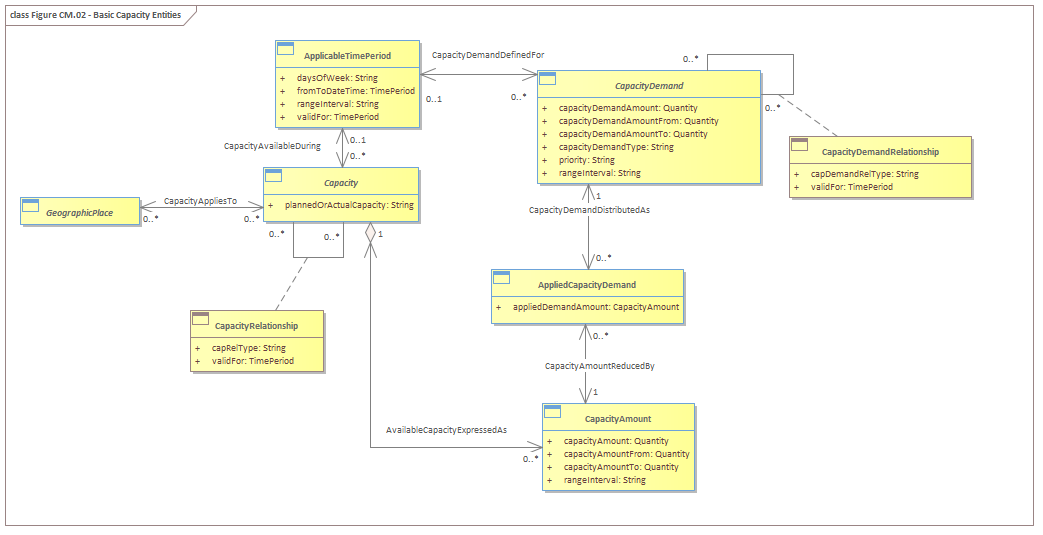 class Figure CM.02 - Basic Capacity Entities
ApplicableTimePeriod
+ daysOfWeek: String
+ fromToDateTime: TimePeriod
+ rangeInterval: String
+ validFor: TimePeriod
CapacityDemandDefinedFor
0..1
0..*
CapacityDemand
+ capacityDemandAmount: Quantity
+ capacityDemandAmountFrom: Quantity
+ capacityDemandAmountTo: Quantity
+ capacityDemandType: String
+ priority: String
+ rangeInterval: String
0..*
0..*
CapacityDemandRelationship
+ capDemandRelType: String
+ validFor: TimePeriod
CapacityAvailableDuring
0..1
0..*
Capacity
+ plannedOrActualCapacity: String
GeographicPlace
CapacityAppliesTo
0..*
0..*
0..*
0..*
1
CapacityRelationship
+ capRelType: String
+ validFor: TimePeriod
1
CapacityDemandDistributedAs
0..*
AppliedCapacityDemand
+ appliedDemandAmount: CapacityAmount
0..*
CapacityAmountReducedBy
1
AvailableCapacityExpressedAs
0..*
CapacityAmount
+ capacityAmount: Quantity
+ capacityAmountFrom: Quantity
+ capacityAmountTo: Quantity
+ rangeInterval: String